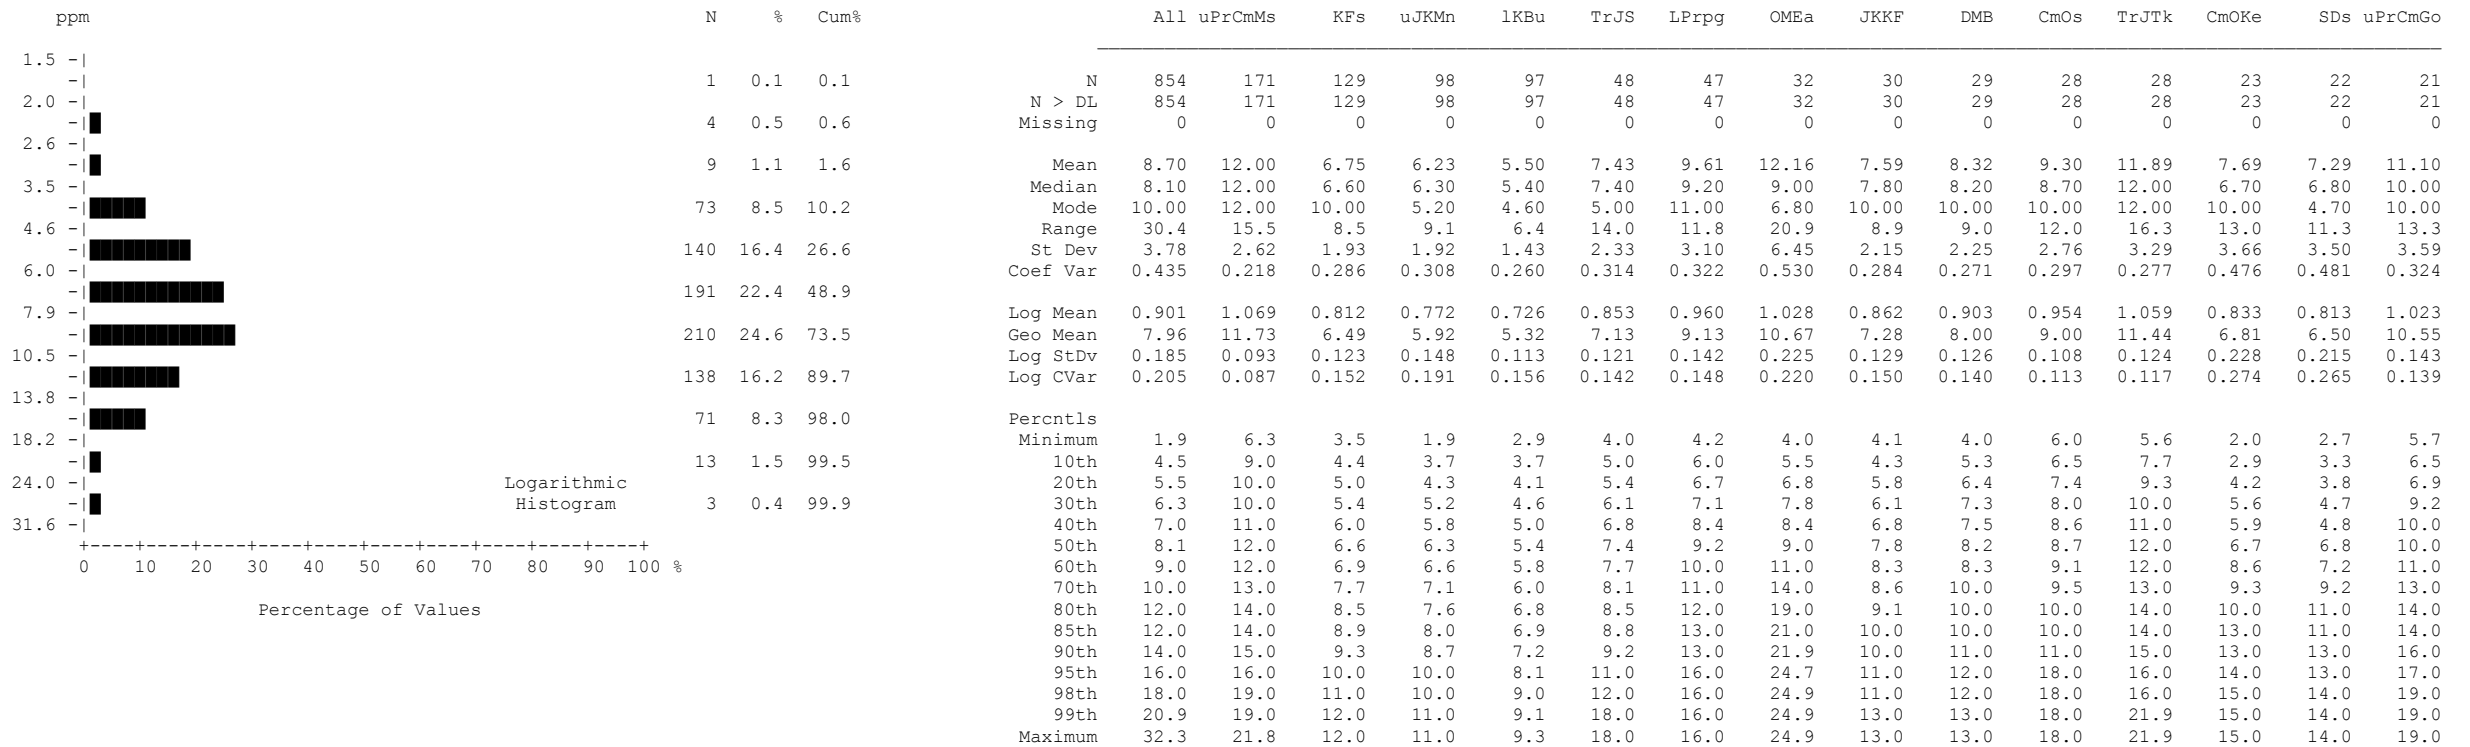 ppm N % Cum% All uPrCmMs KFs uJKMn lKBu TrJS LPrpg OMEa JKKF DMB CmOs TrJTk CmOKe SDs uPrCmGo
1.5 -|
-| 1 0.1 0.1 N 854 171 129 98 97 48 47 32 30 29 28 28 23 22 21
2.0 -| N > DL 854 171 129 98 97 48 47 32 30 29 28 28 23 22 21
-| 4 0.5 0.6 Missing 0 0 0 0 0 0 0 0 0 0 0 0 0 0 0
2.6 -|
-| 9 1.1 1.6 Mean 8.70 12.00 6.75 6.23 5.50 7.43 9.61 12.16 7.59 8.32 9.30 11.89 7.69 7.29 11.10
3.5 -| Median 8.10 12.00 6.60 6.30 5.40 7.40 9.20 9.00 7.80 8.20 8.70 12.00 6.70 6.80 10.00
-| 73 8.5 10.2 Mode 10.00 12.00 10.00 5.20 4.60 5.00 11.00 6.80 10.00 10.00 10.00 12.00 10.00 4.70 10.00
4.6 -| Range 30.4 15.5 8.5 9.1 6.4 14.0 11.8 20.9 8.9 9.0 12.0 16.3 13.0 11.3 13.3
-| 140 16.4 26.6 St Dev 3.78 2.62 1.93 1.92 1.43 2.33 3.10 6.45 2.15 2.25 2.76 3.29 3.66 3.50 3.59
6.0 -| Coef Var 0.435 0.218 0.286 0.308 0.260 0.314 0.322 0.530 0.284 0.271 0.297 0.277 0.476 0.481 0.324
-| 191 22.4 48.9
7.9 -| Log Mean 0.901 1.069 0.812 0.772 0.726 0.853 0.960 1.028 0.862 0.903 0.954 1.059 0.833 0.813 1.023
-| 210 24.6 73.5 Geo Mean 7.96 11.73 6.49 5.92 5.32 7.13 9.13 10.67 7.28 8.00 9.00 11.44 6.81 6.50 10.55
10.5 -| Log StDv 0.185 0.093 0.123 0.148 0.113 0.121 0.142 0.225 0.129 0.126 0.108 0.124 0.228 0.215 0.143
-| 138 16.2 89.7 Log CVar 0.205 0.087 0.152 0.191 0.156 0.142 0.148 0.220 0.150 0.140 0.113 0.117 0.274 0.265 0.139
13.8 -|
-| 71 8.3 98.0 Percntls
18.2 -| Minimum 1.9 6.3 3.5 1.9 2.9 4.0 4.2 4.0 4.1 4.0 6.0 5.6 2.0 2.7 5.7
-| 13 1.5 99.5 10th 4.5 9.0 4.4 3.7 3.7 5.0 6.0 5.5 4.3 5.3 6.5 7.7 2.9 3.3 6.5
24.0 -| Logarithmic 20th 5.5 10.0 5.0 4.3 4.1 5.4 6.7 6.8 5.8 6.4 7.4 9.3 4.2 3.8 6.9
-| Histogram 3 0.4 99.9 30th 6.3 10.0 5.4 5.2 4.6 6.1 7.1 7.8 6.1 7.3 8.0 10.0 5.6 4.7 9.2
31.6 -| 40th 7.0 11.0 6.0 5.8 5.0 6.8 8.4 8.4 6.8 7.5 8.6 11.0 5.9 4.8 10.0
+----+----+----+----+----+----+----+----+----+----+ 50th 8.1 12.0 6.6 6.3 5.4 7.4 9.2 9.0 7.8 8.2 8.7 12.0 6.7 6.8 10.0
0 10 20 30 40 50 60 70 80 90 100 % 60th 9.0 12.0 6.9 6.6 5.8 7.7 10.0 11.0 8.3 8.3 9.1 12.0 8.6 7.2 11.0
70th 10.0 13.0 7.7 7.1 6.0 8.1 11.0 14.0 8.6 10.0 9.5 13.0 9.3 9.2 13.0
Percentage of Values 80th 12.0 14.0 8.5 7.6 6.8 8.5 12.0 19.0 9.1 10.0 10.0 14.0 10.0 11.0 14.0
85th 12.0 14.0 8.9 8.0 6.9 8.8 13.0 21.0 10.0 10.0 10.0 14.0 13.0 11.0 14.0
90th 14.0 15.0 9.3 8.7 7.2 9.2 13.0 21.9 10.0 11.0 11.0 15.0 13.0 13.0 16.0
95th 16.0 16.0 10.0 10.0 8.1 11.0 16.0 24.7 11.0 12.0 18.0 16.0 14.0 13.0 17.0
98th 18.0 19.0 11.0 10.0 9.0 12.0 16.0 24.9 11.0 12.0 18.0 16.0 15.0 14.0 19.0
99th 20.9 19.0 12.0 11.0 9.1 18.0 16.0 24.9 13.0 13.0 18.0 21.9 15.0 14.0 19.0
Maximum 32.3 21.8 12.0 11.0 9.3 18.0 16.0 24.9 13.0 13.0 18.0 21.9 15.0 14.0 19.0